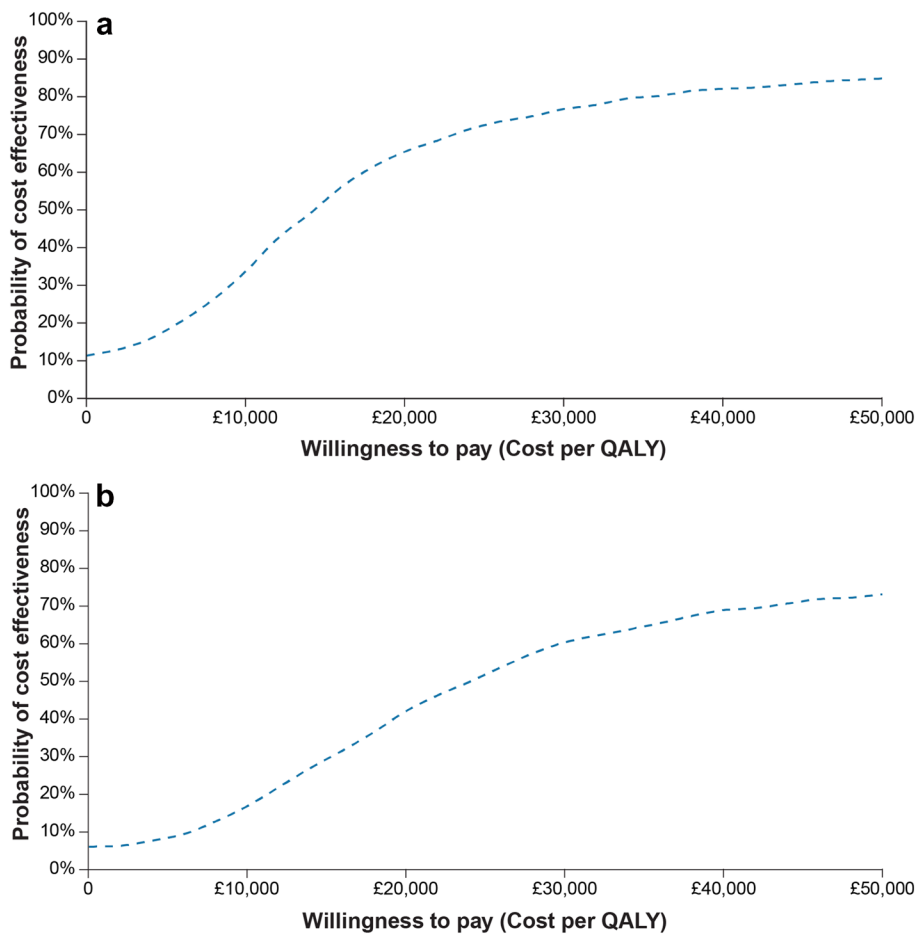 a
Probability of cost effectiveness
100%
90%
80%
70%
60%
50%
40%
30%
20%
10%
0%
0 £10,000 £20,000 £30,000 £40,000 £50,000
Willingness to pay (Cost per QALY)
b
Probability of cost effectiveness
100%
90%
80%
70%
60%
50%
40%
30%
20%
10%
0%
0 £10,000 £20,000 £30,000 £40,000 £50,000
Willingness to pay (Cost per QALY)